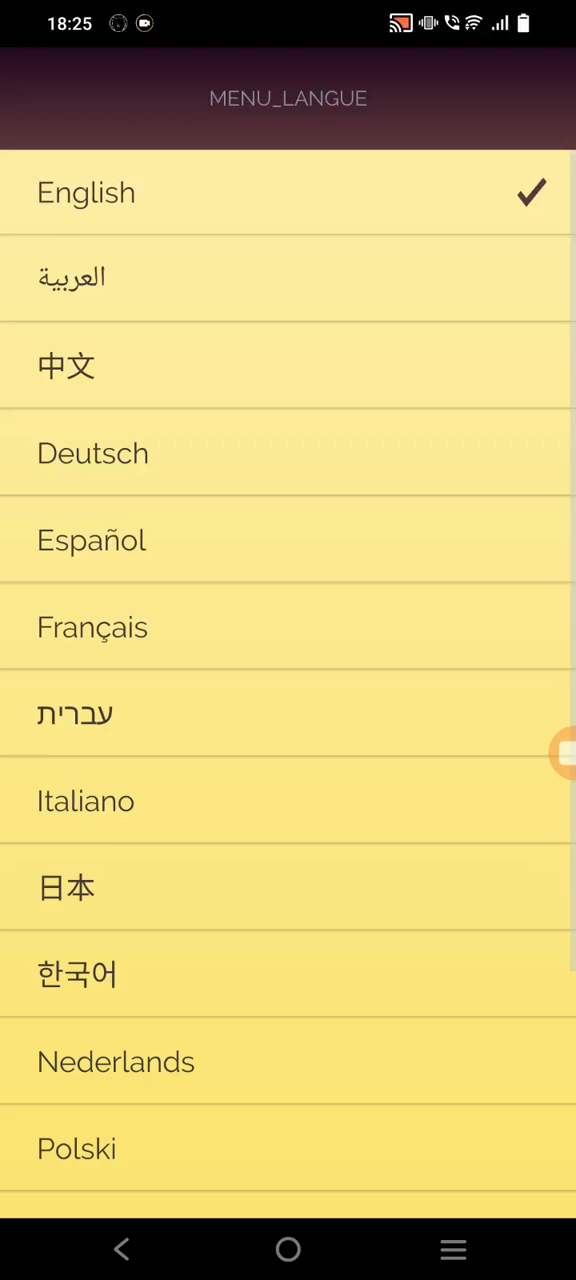 18:25
MENU_LANGUE
English
العربية
中文
Deutsch
Español
Français
עברית
Italiano
日本
한국어
Nederlands
Polski